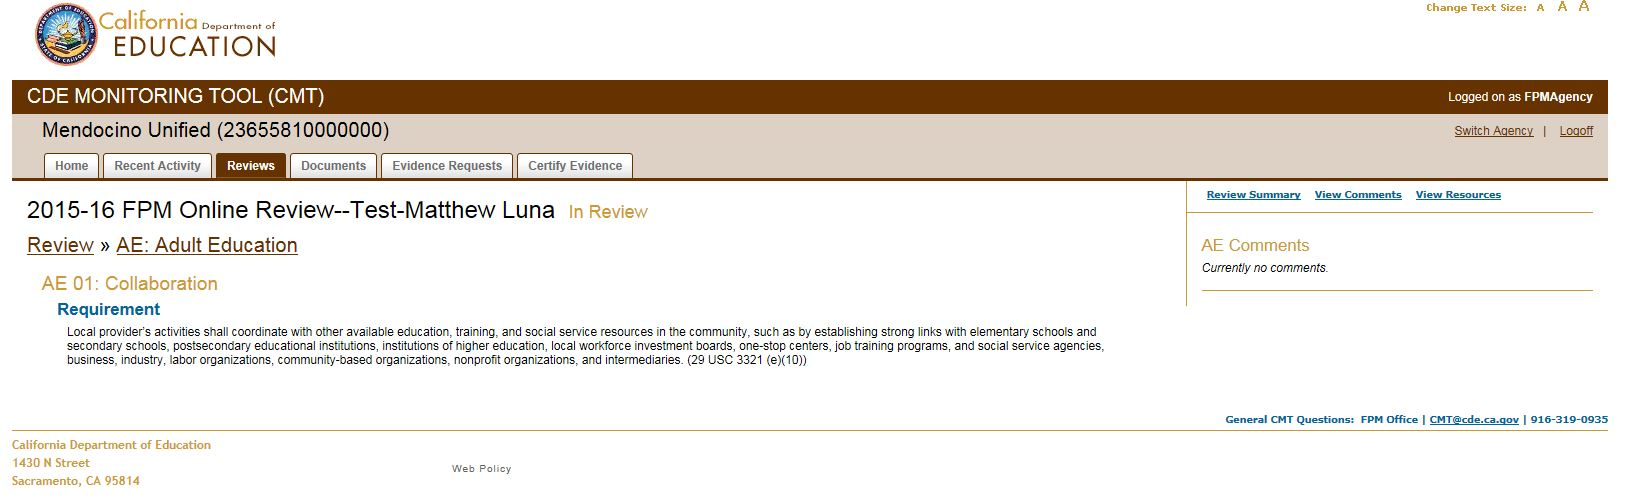 California Department of
EDUCATION
Change Text Size: A A A
CDE MONITORING TOOL (CMT)
Logged on as FPMAgency
Mendocino Unified (23655810000000)
Switch Agency | Logoff
Home Recent Activity Reviews Documents Evidence Requests Certify Evidence
Review Summary View Comments View Resources
2015-16 FPM Online Review--Test-Matthew Luna In Review
Review » AE: Adult Education
AE Comments
Currently no comments.
AE 01: Collaboration
Requirement
Local provider's activities shall coordinate with other available education, training, and social service resources in the community, such as by establishing strong links with elementary schools and
secondary schools, postsecondary educational institutions, institutions of higher education, local workforce investment boards, one-stop centers, job training programs, and social service agencies,
business, industry, labor organizations, community-based organizations, nonprofit organizations, and intermediaries. (29 USC 3321 (e)(10))
General CMT Questions: FPM Office | CMT@cde.ca.gov | 916-319-0935
California Department of Education
1430 N Street
Sacramento, CA 95814
Web Policy